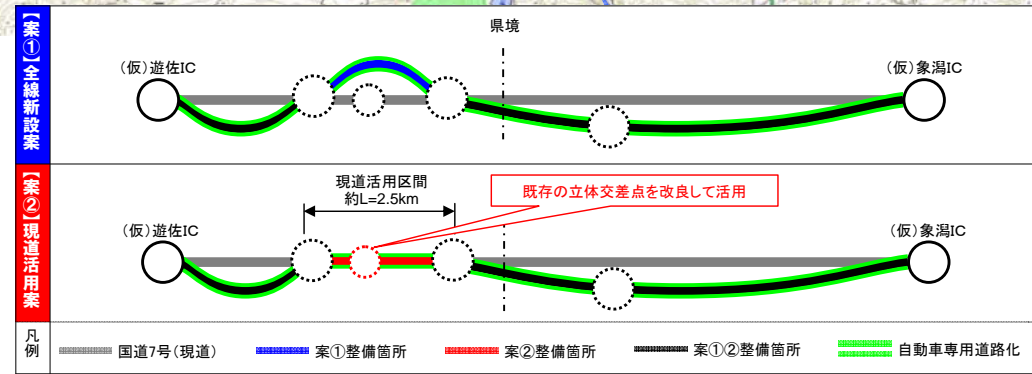 【案①】全線新設案
県境
（仮）遊佐IC
（仮）象潟IC
【案②】現道活用案
現道活用区間
約L=2.5km
既存の立体交差点を改良して活用
（仮）遊佐IC
（仮）象潟IC
凡例
国道7号（現道）
案①整備箇所
案②整備箇所
案①②整備箇所
自動車専用道路化